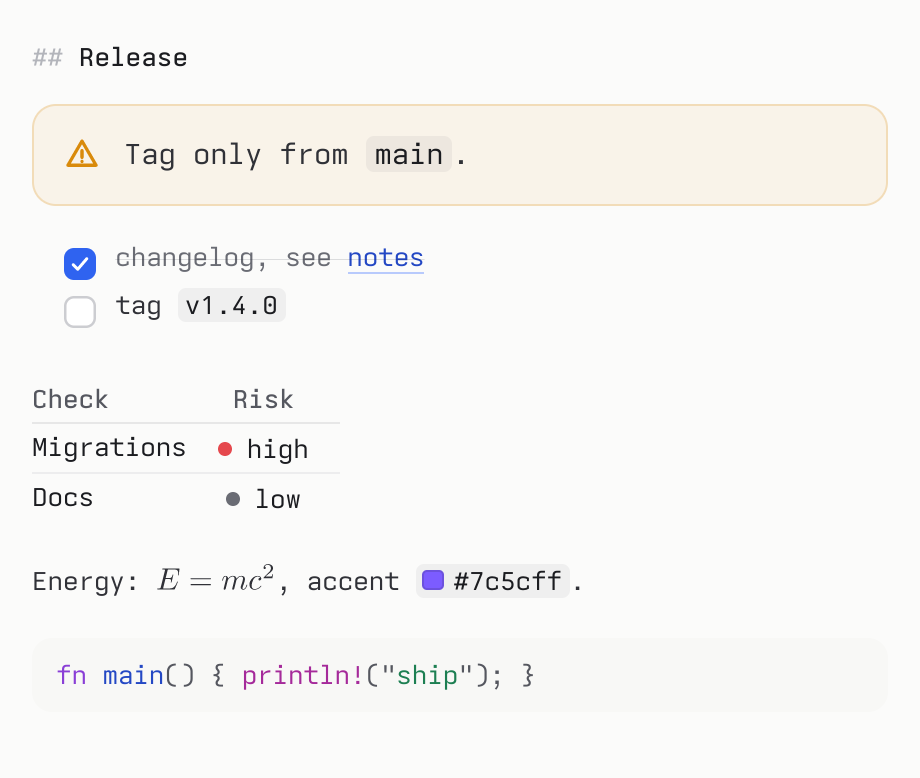 ## Release
Tag only from main.
changelog, see notes
tag v1.4.0
Check Risk
Migrations high
Docs low
Energy: E = mc², accent #7c5cff.
fn main() { println!("ship"); }